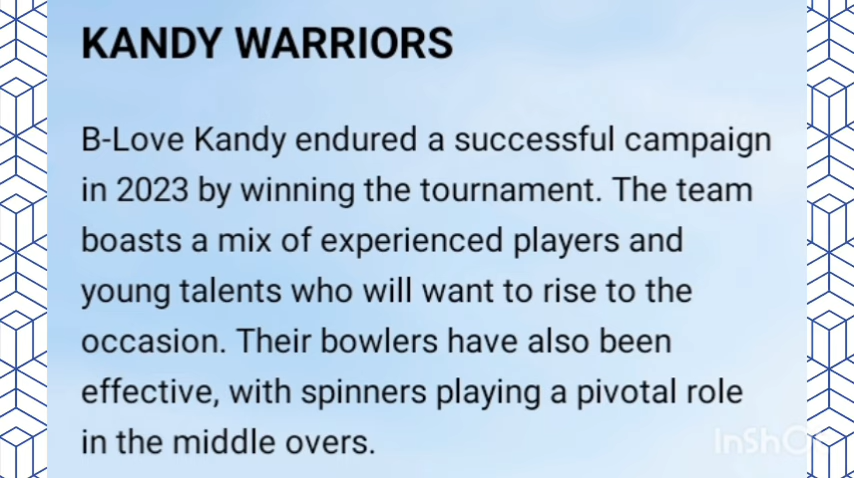 KANDY WARRIORS
B-Love Kandy endured a successful campaign
in 2023 by winning the tournament. The team
boasts a mix of experienced players and
young talents who will want to rise to the
occasion. Their bowlers have also been
effective, with spinners playing a pivotal role
in the middle overs.